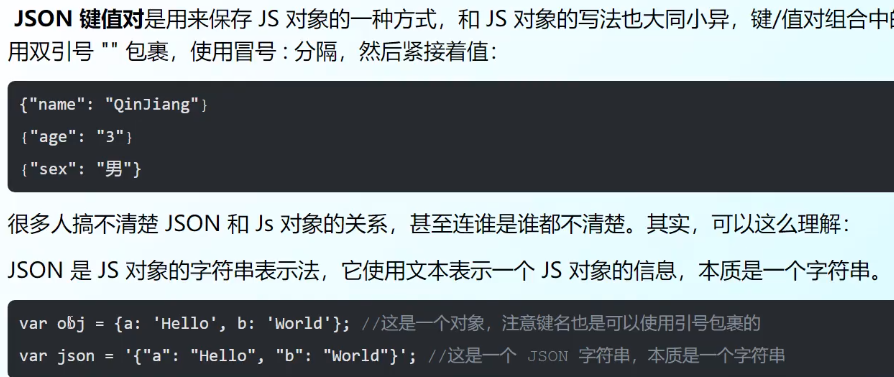 JSON 键值对是用来保存 JS 对象的一种方式，和 JS 对象的写法也大同小异，键/值对组合中的
用双引号 "" 包裹，使用冒号 : 分隔，然后紧接着值：
{"name": "QinJiang"}
{"age": "3"}
{"sex": "男"}
很多人搞不清楚 JSON 和 Js 对象的关系，甚至连谁是谁都不清楚。其实，可以这么理解：
JSON 是 JS 对象的字符串表示法，它使用文本表示一个 JS 对象的信息，本质是一个字符串。
var obj = {a: 'Hello', b: 'World'}; //这是一个对象，注意键名也是可以使用引号包裹的
var json = '{"a": "Hello", "b": "World"}'; //这是一个 JSON 字符串，本质是一个字符串